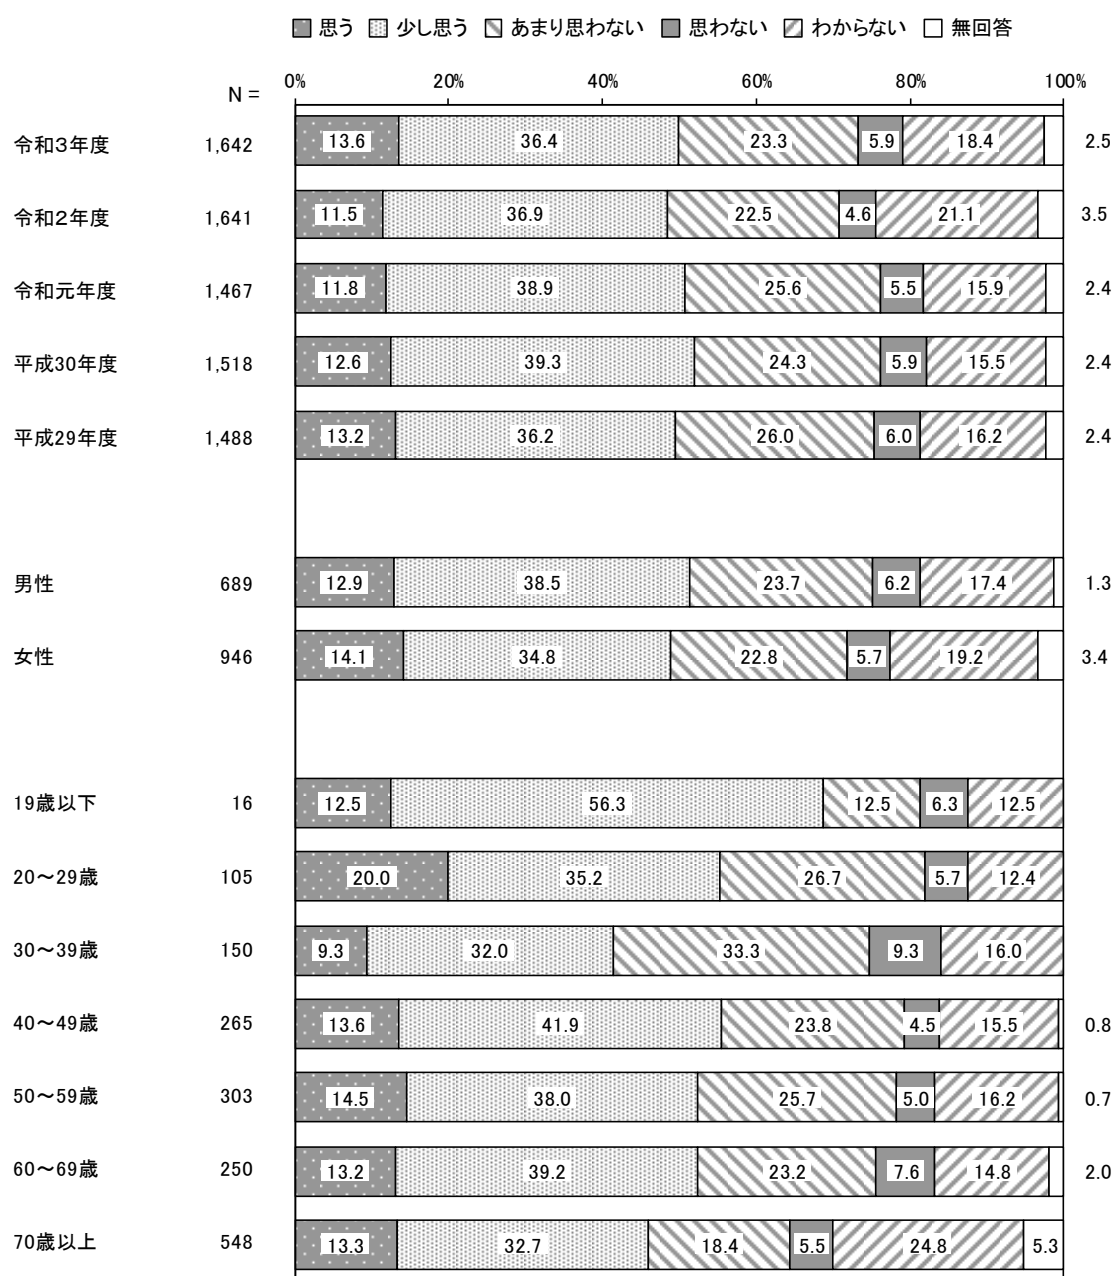 思う 少し思う あまり思わない 思わない わからない 無回答
0% 20% 40% 60% 80% 100%
N =
令和3年度 1,642 13.6 36.4 23.3 5.9 18.4 2.5
令和2年度 1,641 11.5 36.9 22.5 4.6 21.1 3.5
令和元年度 1,467 11.8 38.9 25.6 5.5 15.9 2.4
平成30年度 1,518 12.6 39.3 24.3 5.9 15.5 2.4
平成29年度 1,488 13.2 36.2 26.0 6.0 16.2 2.4
男性 689 12.9 38.5 23.7 6.2 17.4 1.3
女性 946 14.1 34.8 22.8 5.7 19.2 3.4
19歳以下 16 12.5 56.3 12.5 6.3 12.5
20～29歳 105 20.0 35.2 26.7 5.7 12.4
30～39歳 150 9.3 32.0 33.3 9.3 16.0
40～49歳 265 13.6 41.9 23.8 4.5 15.5 0.8
50～59歳 303 14.5 38.0 25.7 5.0 16.2 0.7
60～69歳 250 13.2 39.2 23.2 7.6 14.8 2.0
70歳以上 548 13.3 32.7 18.4 5.5 24.8 5.3